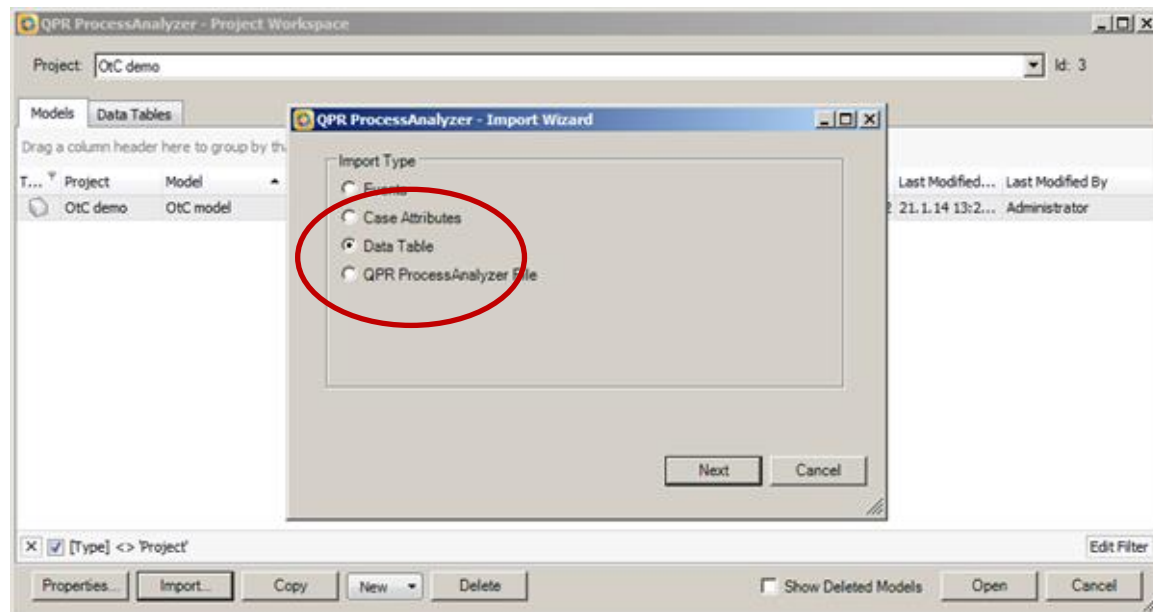 QPR ProcessAnalyzer - Project Workspace
Project: OtC demo Id: 3
Models Data Tables
Drag a column header here to group by th
QPR ProcessAnalyzer - Import Wizard
Import Type
Events
Case Attributes
Data Table
QPR ProcessAnalyzer File
T... Project Model Last Modified... Last Modified By
OtC demo OtC model 2 21.1.14 13:2... Administrator
Next Cancel
[Type] <> 'Project' Edit Filter
Properties... Import... Copy New Delete Show Deleted Models Open Cancel